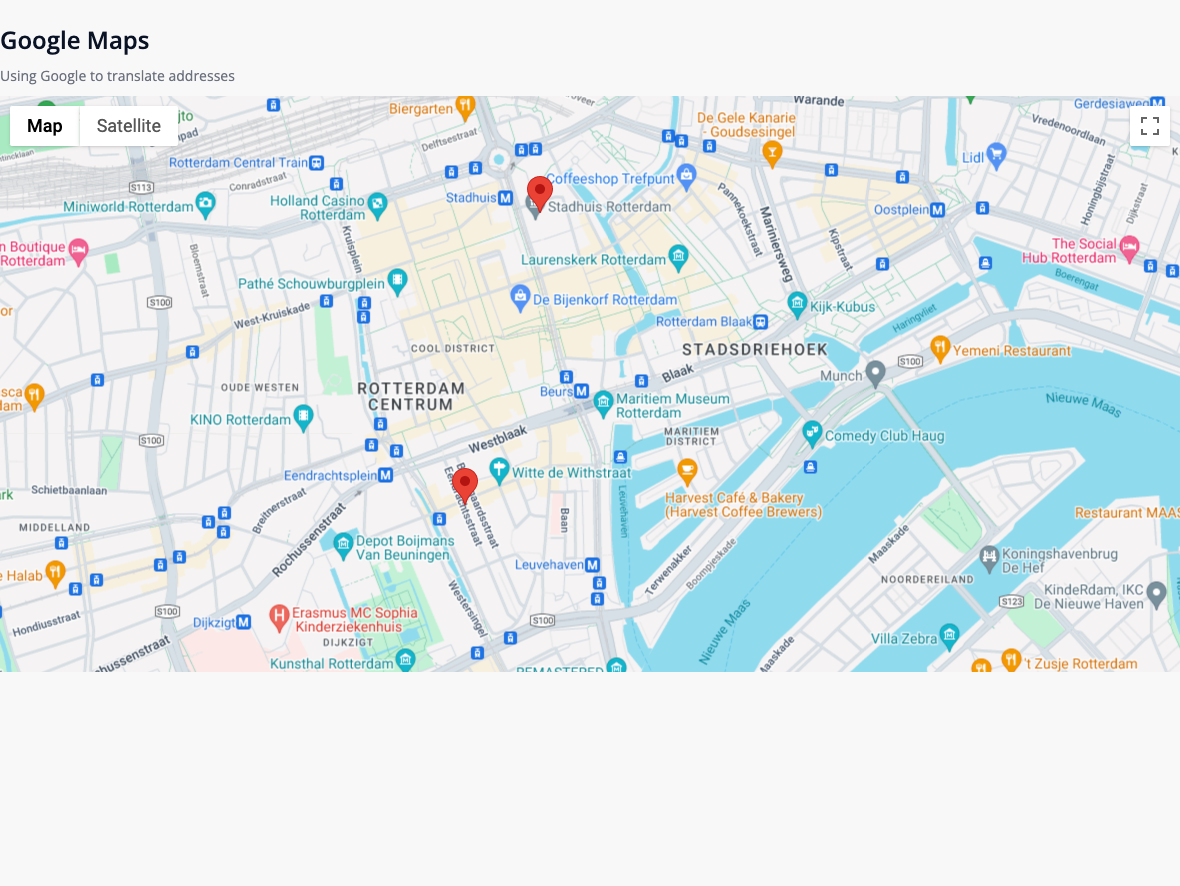 Google Maps
Using Google to translate addresses
Map
Satellite
Biergarten
Warande
Gerdesiaweg
De Gele Kanarie
- Goudsesingel
Delftsestraat
Vredenoordlaan
Rotterdam Central Train
Lidl
Conradstraat
S113
Coffeeshop Trefpunt
Stadhuis
Miniworld Rotterdam
Holland Casino
Rotterdam
Stadhuis Rotterdam
Oostplein
Honingbijstraat
Dijkstraat
Pannekoekstraat
Mariniersweg
Kipstraat
Kruisplein
n Boutique
Rotterdam
Bloemstraat
The Social
Hub Rotterdam
Laurenskerk Rotterdam
Boerengat
Pathé Schouwburgplein
S100
De Bijenkorf Rotterdam
Kijk-Kubus
West-Kruiskade
Rotterdam Blaak
Haringvliet
or
COOL DISTRICT
STADSDRIEHOEK
Yemeni Restaurant
S100
Blaak
Munch
OUDE WESTEN
ROTTERDAM
CENTRUM
Beurs
Maritiem Museum
Rotterdam
Nieuwe Maas
sca
dam
KINO Rotterdam
S100
Westblaak
MARITIEM
DISTRICT
Comedy Club Haug
Eendrachtsplein
Witte de Withstraat
Eendrachtsstraat
Schietbaanlaan
rk
Breitnerstraat
Leuvehaven
Harvest Café & Bakery
(Harvest Coffee Brewers)
Baan
Restaurant MAAS
MIDDELLAND
Rochussenstraat
Depot Boijmans
Van Beuningen
Maaskade
Koningshavenbrug
De Hef
Leuvehaven
Terwenakker
Boompjeskade
NOORDEREILAND
e Halab
KindeRdam, IKC
De Nieuwe Haven
S123
Westersingel
S100
Hondiusstraat
Dijkzigt
Erasmus MC Sophia
Kinderziekenhuis
S100
DIJKZIGT
Nieuwe Maas
Villa Zebra
Maaskade
hussenstraat
Kunsthal Rotterdam
REMASTERED
't Zusje Rotterdam